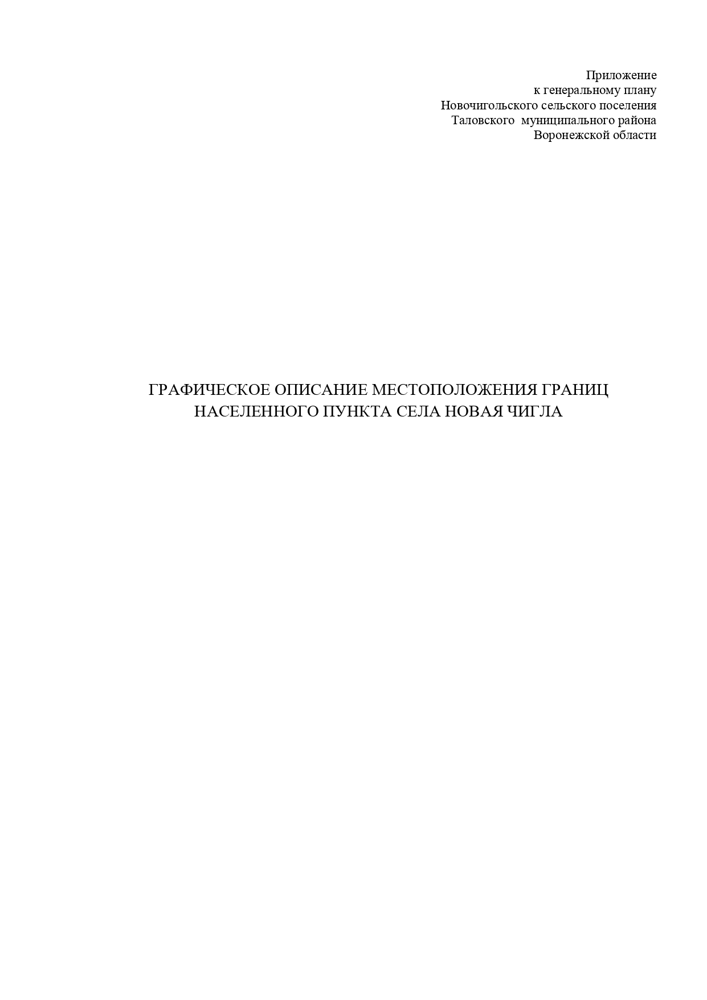 Приложение
к генеральному плану
Новочигольского сельского поселения
Таловского  муниципального района
Воронежской области
ГРАФИЧЕСКОЕ ОПИСАНИЕ МЕСТОПОЛОЖЕНИЯ ГРАНИЦ
НАСЕЛЕННОГО ПУНКТА СЕЛА НОВАЯ ЧИГЛА